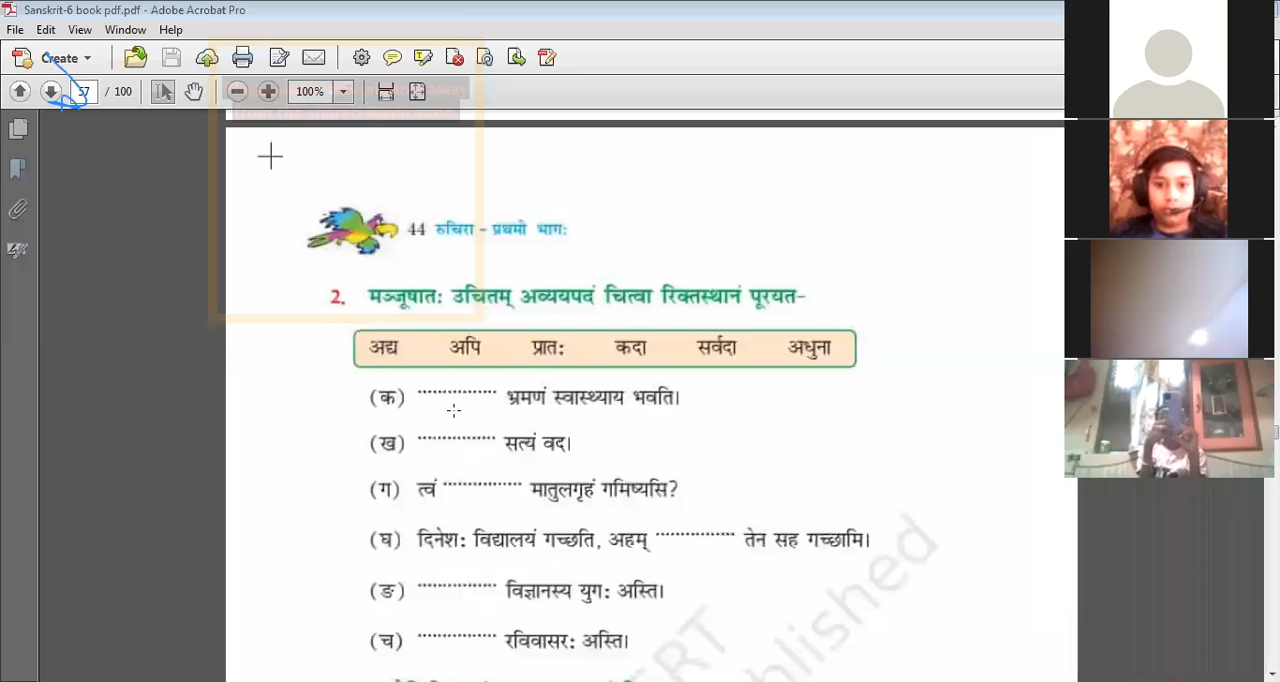 Sanskrit-6 book pdf.pdf - Adobe Acrobat Pro
File Edit View Window Help
Create
57 / 100 100%
44 रुचिरा - प्रथमो भागः
2. मञ्जूषातः उचितम् अव्ययपदं चित्वा रिक्तस्थानं पूरयत-
अद्य अपि प्रातः कदा सर्वदा अधुना
(क) ................ भ्रमणं स्वास्थ्याय भवति।
(ख) ................ सत्यं वद।
(ग) त्वं ................ मातुलगृहं गमिष्यसि?
(घ) दिनेशः विद्यालयं गच्छति, अहम् ................ तेन सह गच्छामि।
(ङ) ................ विज्ञानस्य युगः अस्ति।
(च) ................ रविवासरः अस्ति।